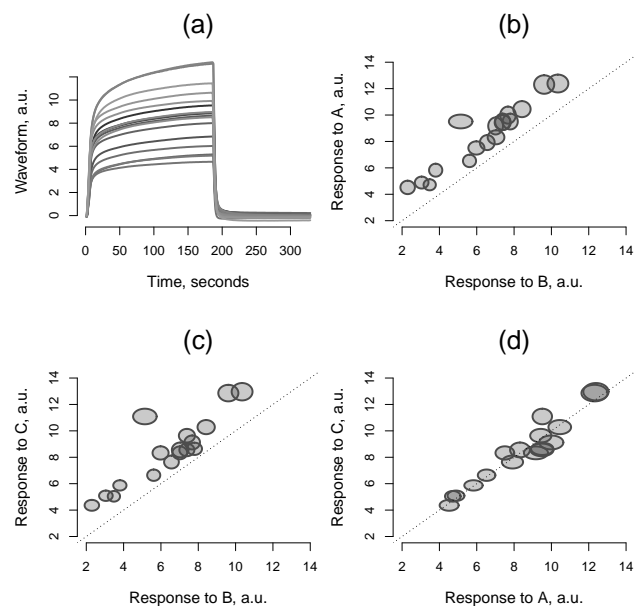 (a)
Waveform, a.u.
0 2 4 6 8 10
0 50 100 150 200 250 300
Time, seconds
(b)
Response to A, a.u.
2 4 6 8 10 12 14
2 4 6 8 10 12 14
Response to B, a.u.
(c)
Response to C, a.u.
2 4 6 8 10 12 14
2 4 6 8 10 12 14
Response to B, a.u.
(d)
Response to C, a.u.
2 4 6 8 10 12 14
2 4 6 8 10 12 14
Response to A, a.u.